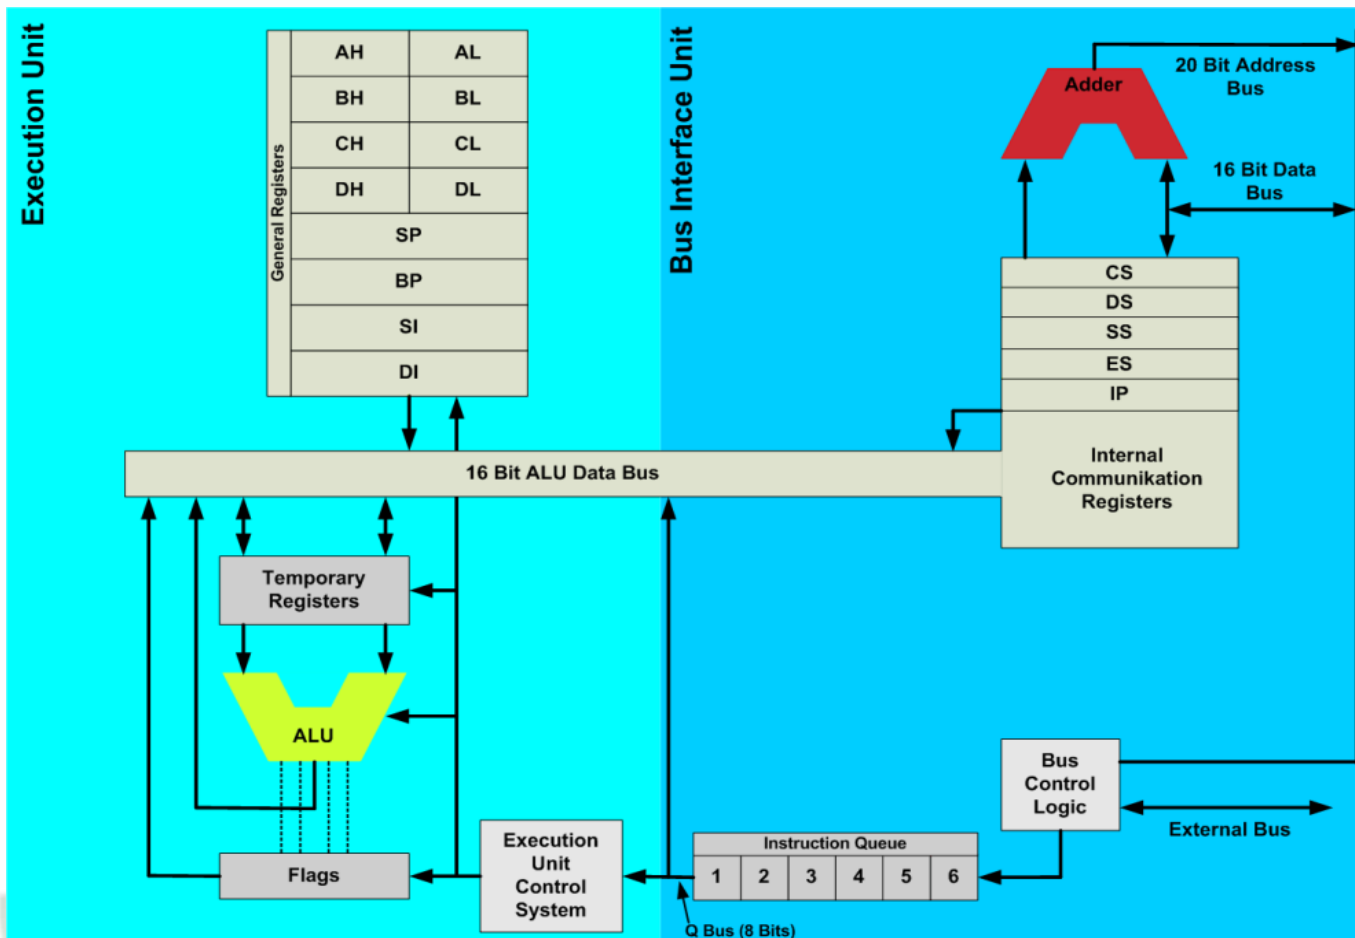 Execution Unit
General Registers
AH AL
BH BL
CH CL
DH DL
SP
BP
SI
DI
16 Bit ALU Data Bus
Temporary
Registers
ALU
Flags
Execution
Unit
Control
System
Bus Interface Unit
Adder
20 Bit Address
Bus
16 Bit Data
Bus
CS
DS
SS
ES
IP
Internal
Communikation
Registers
Bus
Control
Logic
External Bus
Instruction Queue
1 2 3 4 5 6
Q Bus (8 Bits)